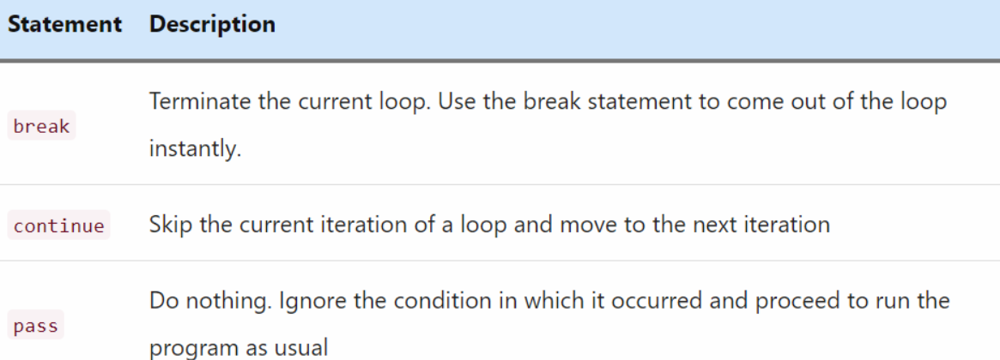 Statement Description
Terminate the current loop. Use the break statement to come out of the loop
break
instantly.
continue Skip the current iteration of a loop and move to the next iteration
Do nothing. Ignore the condition in which it occurred and proceed to run the
pass
program as usual